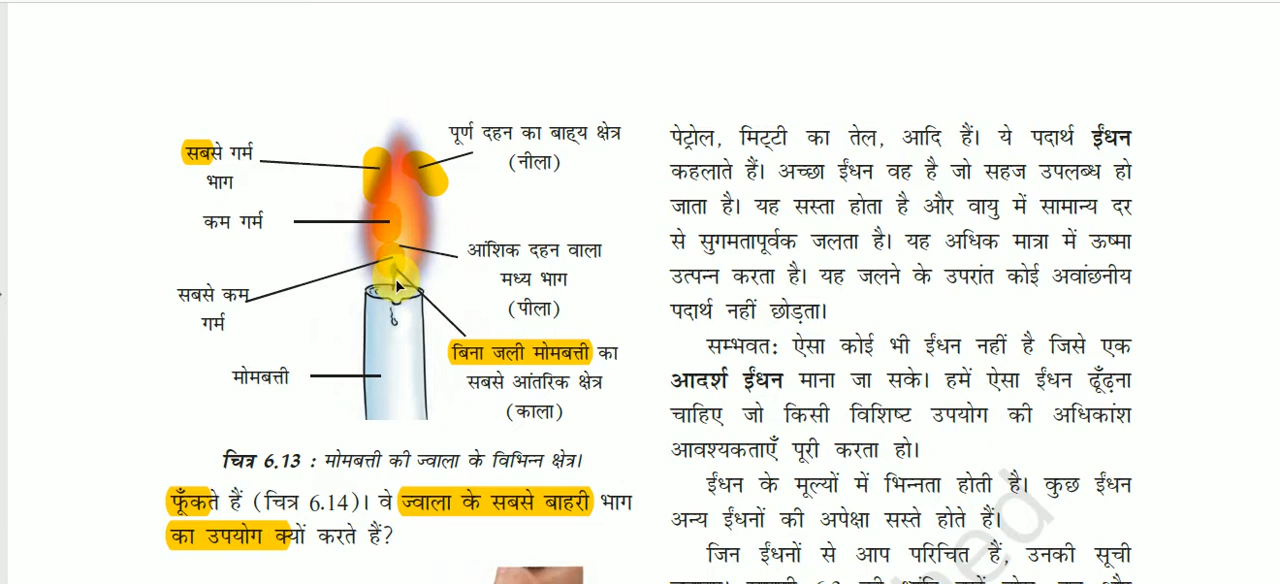 सबसे गर्म
भाग
कम गर्म
सबसे कम
गर्म
मोमबत्ती
पूर्ण दहन का बाह्य क्षेत्र
(नीला)
आंशिक दहन वाला
मध्य भाग
(पीला)
बिना जली मोमबत्ती का
सबसे आंतरिक क्षेत्र
(काला)
चित्र 6.13 : मोमबत्ती की ज्वाला के विभिन्न क्षेत्र।
फूँकते हैं (चित्र 6.14)। वे ज्वाला के सबसे बाहरी भाग
का उपयोग क्यों करते हैं?
पेट्रोल, मिट्टी का तेल, आदि हैं। ये पदार्थ ईंधन
कहलाते हैं। अच्छा ईंधन वह है जो सहज उपलब्ध हो
जाता है। यह सस्ता होता है और वायु में सामान्य दर
से सुगमतापूर्वक जलता है। यह अधिक मात्रा में ऊष्मा
उत्पन्न करता है। यह जलने के उपरांत कोई अवांछनीय
पदार्थ नहीं छोड़ता।
सम्भवत: ऐसा कोई भी ईंधन नहीं है जिसे एक
आदर्श ईंधन माना जा सके। हमें ऐसा ईंधन ढूँढ़ना
चाहिए जो किसी विशिष्ट उपयोग की अधिकांश
आवश्यकताएँ पूरी करता हो।
ईंधन के मूल्यों में भिन्नता होती है। कुछ ईंधन
अन्य ईंधनों की अपेक्षा सस्ते होते हैं।
जिन ईंधनों से आप परिचित हैं, उनकी सूची